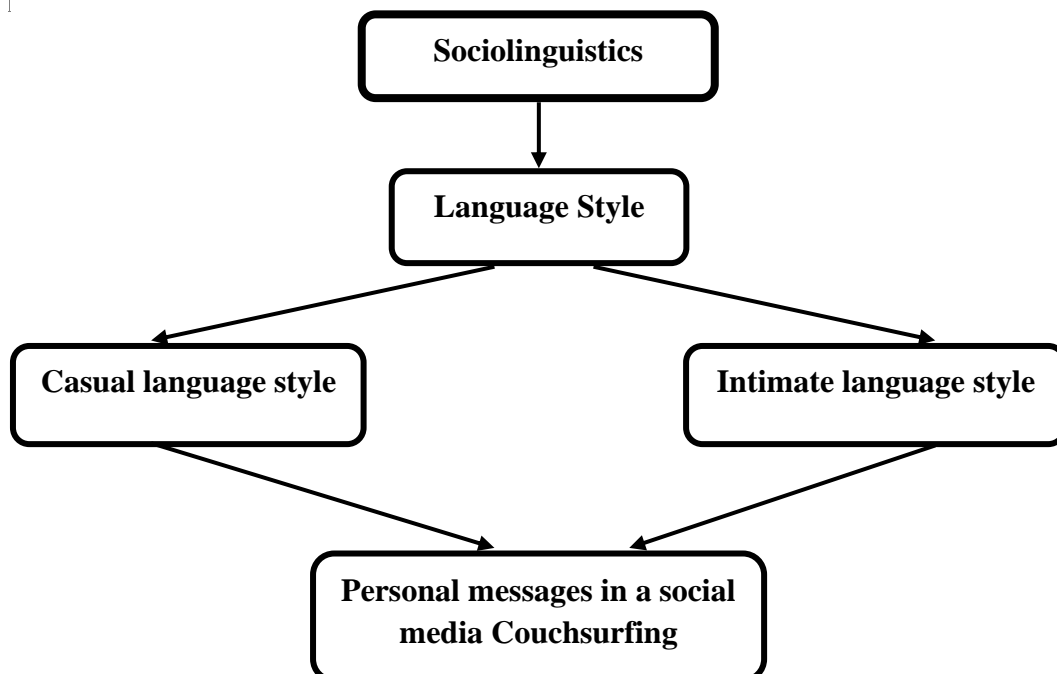 Sociolinguistics
Language Style
Casual language style
Intimate language style
Personal messages in a social
media Couchsurfing